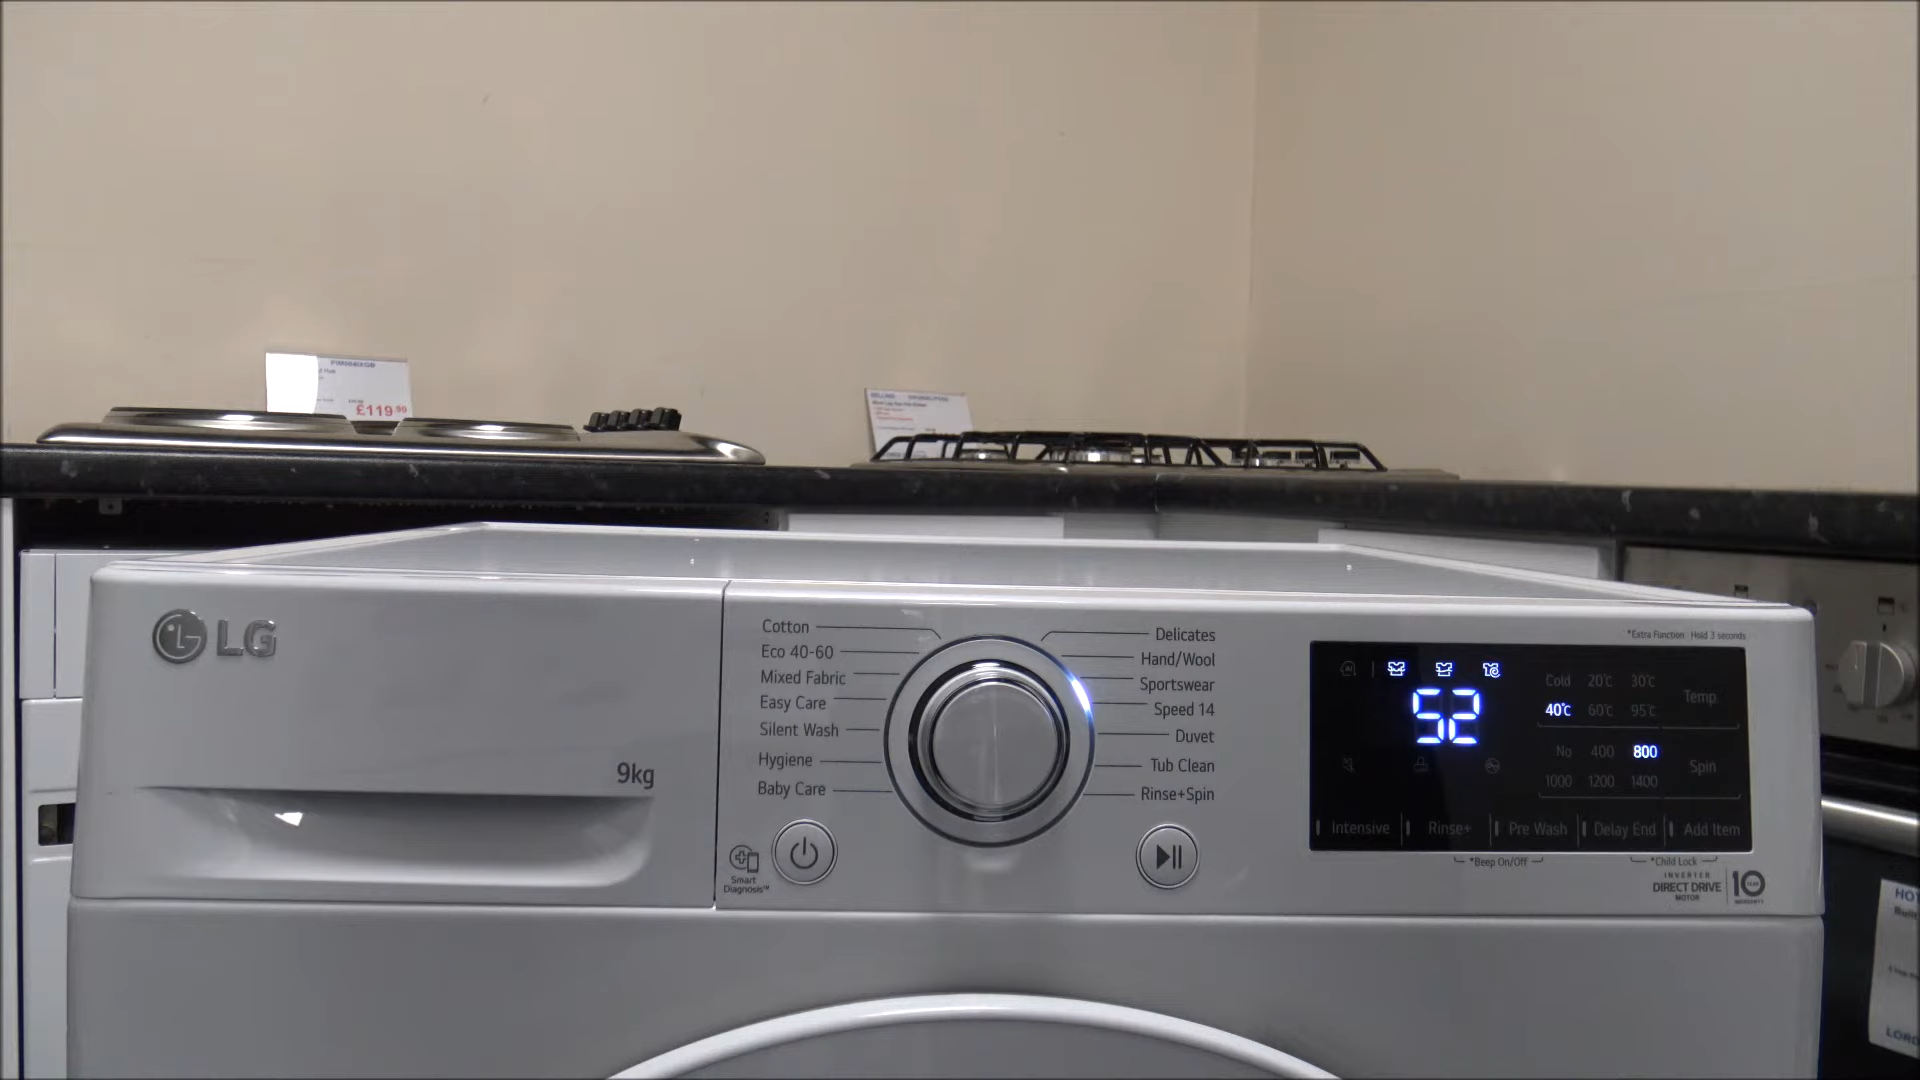 £119.90
LG
9kg
Cotton
Eco 40-60
Mixed Fabric
Easy Care
Silent Wash
Hygiene
Baby Care
Smart
Diagnosis™
Delicates
Hand/Wool
Sportswear
Speed 14
Duvet
Tub Clean
Rinse+Spin
*Extra Function · Hold 3 seconds
AI
52
Cold 20℃ 30℃
40℃ 60℃ 95℃
Temp.
No 400 800
1000 1200 1400
Spin
Intensive Rinse+ Pre Wash Delay End Add Item
*Beep On/Off *Child Lock
INVERTER
DIRECT DRIVE
MOTOR
10
YEAR
WARRANTY